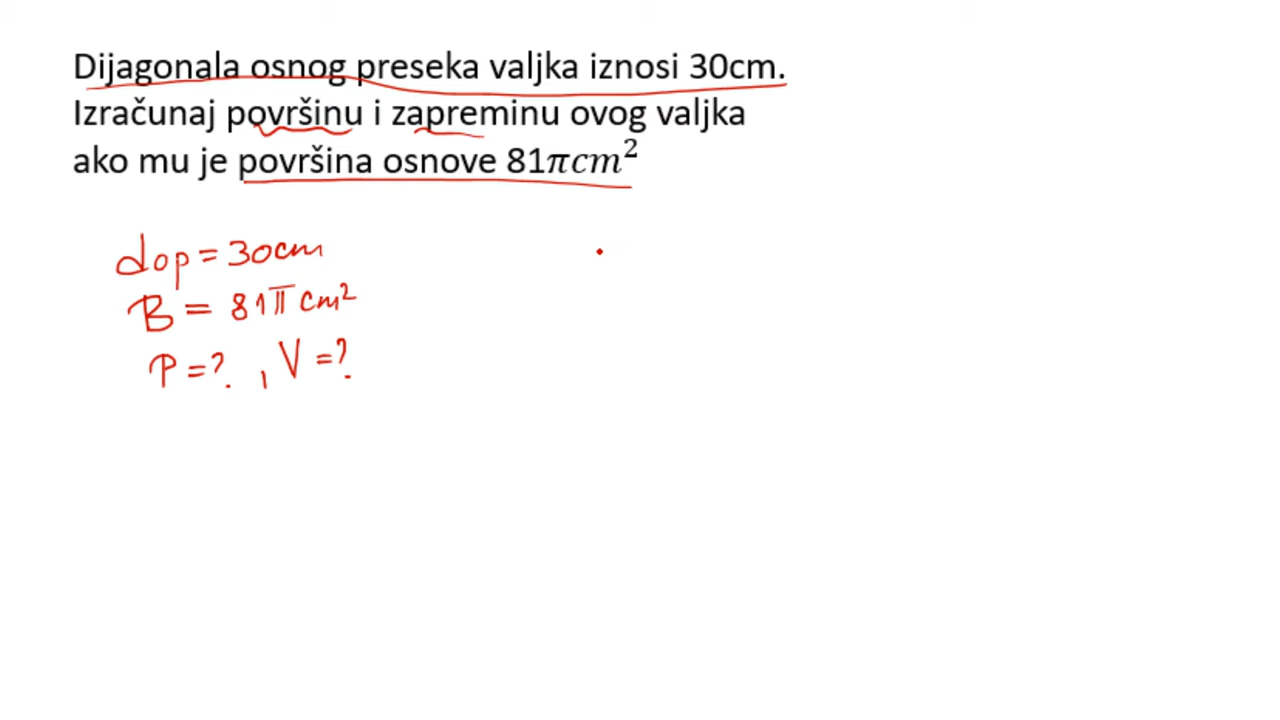 Dijagonala osnog preseka valjka iznosi 30cm.
Izračunaj površinu i zapreminu ovog valjka
ako mu je površina osnove 81πcm²
dop = 30cm
B = 81π cm²
P = ? , V = ?